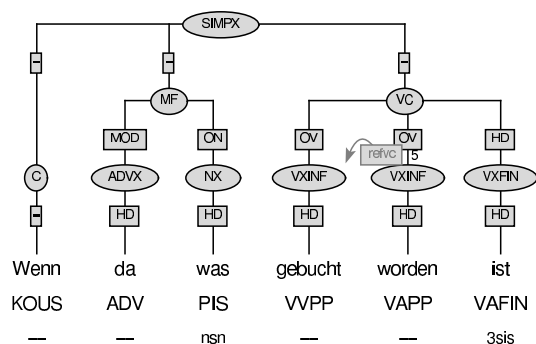 SIMPX
- - -
MF VC
MOD ON OV OV HD
refvc 5
C ADVX NX VXINF VXINF VXFIN
- HD HD HD HD HD
Wenn da was gebucht worden ist
KOUS ADV PIS VVPP VAPP VAFIN
-- -- nsn -- -- 3sis